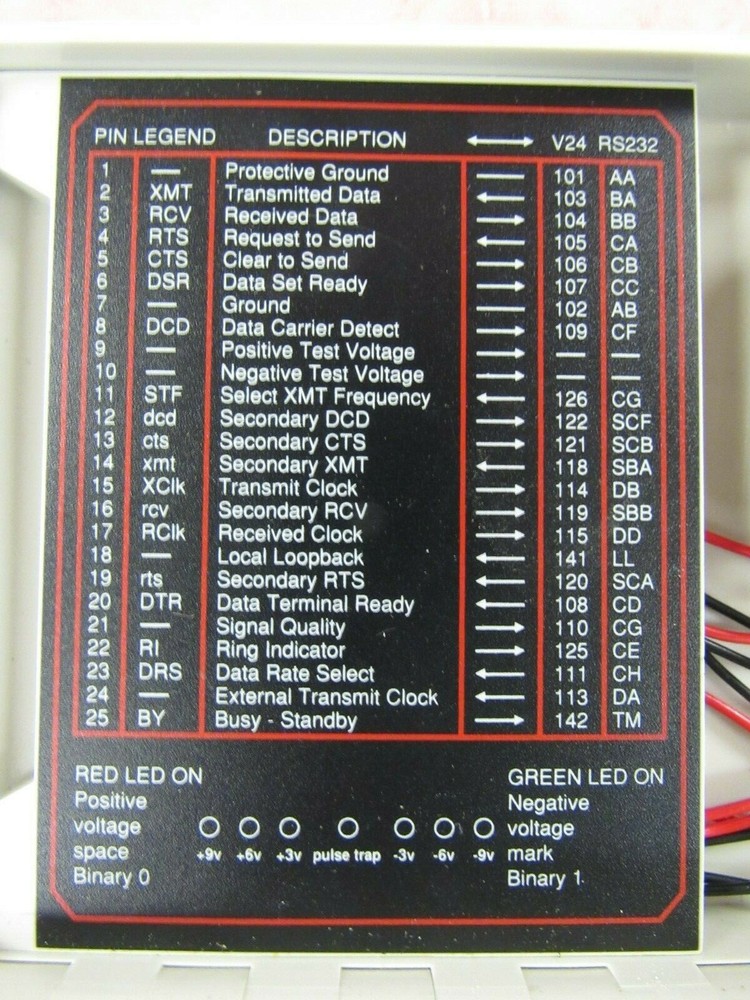 PIN LEGEND DESCRIPTION ⟷ V24 RS232
1 — Protective Ground — 101 AA
2 XMT Transmitted Data ← 103 BA
3 RCV Received Data → 104 BB
4 RTS Request to Send ← 105 CA
5 CTS Clear to Send → 106 CB
6 DSR Data Set Ready → 107 CC
7 — Ground — 102 AB
8 DCD Data Carrier Detect → 109 CF
9 — Positive Test Voltage → — —
10 — Negative Test Voltage → — —
11 STF Select XMT Frequency ← 126 CG
12 dcd Secondary DCD → 122 SCF
13 cts Secondary CTS → 121 SCB
14 xmt Secondary XMT ← 118 SBA
15 XClk Transmit Clock → 114 DB
16 rcv Secondary RCV → 119 SBB
17 RClk Received Clock → 115 DD
18 — Local Loopback ← 141 LL
19 rts Secondary RTS ← 120 SCA
20 DTR Data Terminal Ready ← 108 CD
21 — Signal Quality → 110 CG
22 RI Ring Indicator → 125 CE
23 DRS Data Rate Select ← 111 CH
24 — External Transmit Clock ← 113 DA
25 BY Busy - Standby → 142 TM
RED LED ON
Positive
voltage
space
Binary 0
+9v +6v +3v pulse trap -3v -6v -9v
GREEN LED ON
Negative
voltage
mark
Binary 1